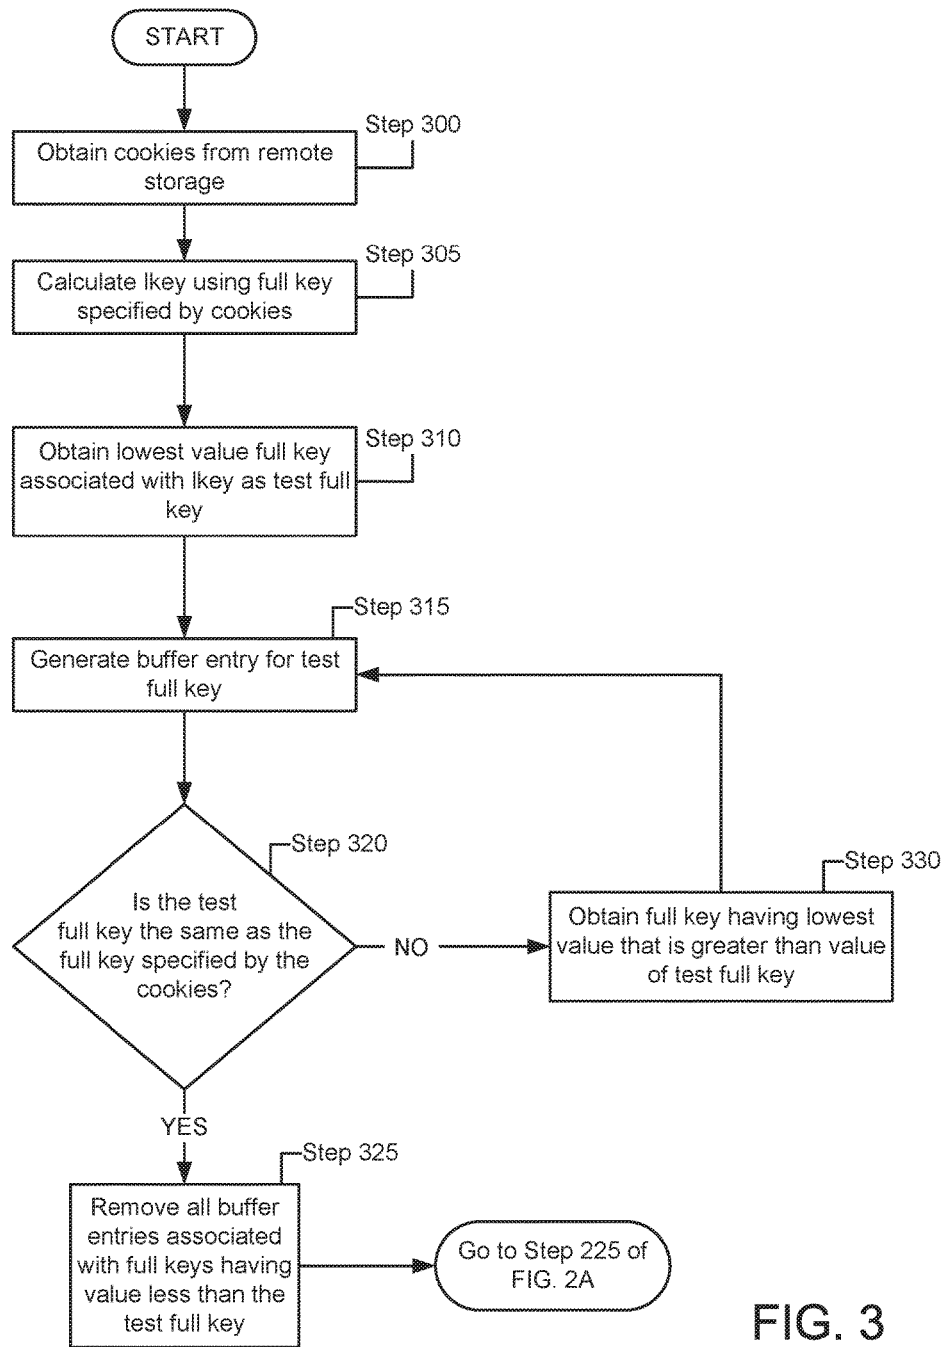 START
Step 300
Obtain cookies from remote
storage
Step 305
Calculate lkey using full key
specified by cookies
Step 310
Obtain lowest value full key
associated with lkey as test full
key
Step 315
Generate buffer entry for test
full key
Step 320
Is the test
full key the same as the
full key specified by the
cookies?
NO
Step 330
Obtain full key having lowest
value that is greater than value
of test full key
YES
Step 325
Remove all buffer
entries associated
with full keys having
value less than the
test full key
Go to Step 225 of
FIG. 2A
FIG. 3